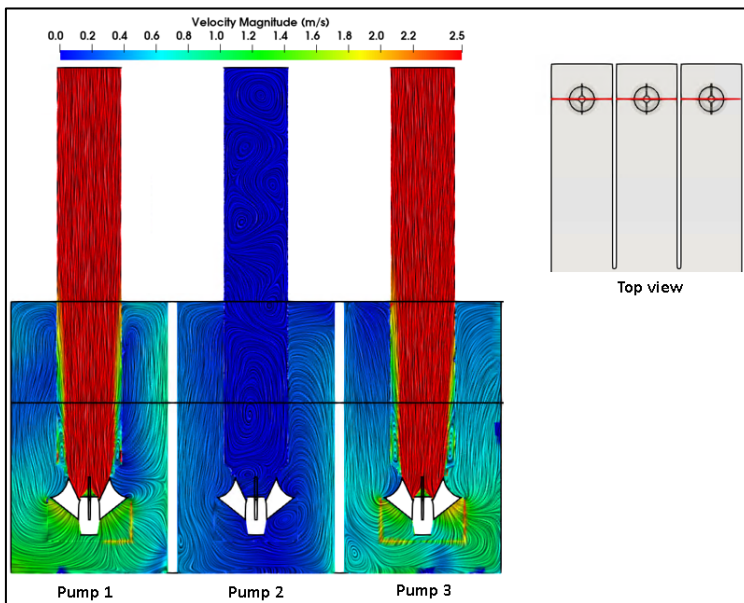 Velocity Magnitude (m/s)
0.0 0.2 0.4 0.6 0.8 1.0 1.2 1.4 1.6 1.8 2.0 2.2 2.5
Top view
Pump 1 Pump 2 Pump 3